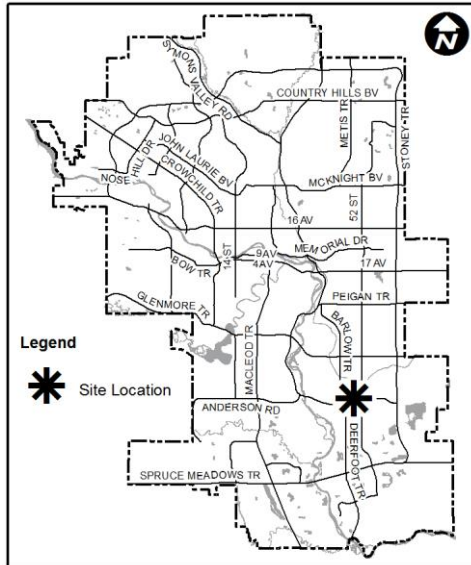 N
SYMONS VALLEY RD
COUNTRY HILLS BV
METIS TR
STONEY TR
JOHN LAURIE BV
CROWCHILD TR
NOSE HILL DR
MCKNIGHT BV
52 ST
16 AV
14 ST
9AV
MEMORIAL DR
4AV
17 AV
BOW TR
PEIGAN TR
GLENMORE TR
BARLOW TR
MACLEOD TR
Legend
Site Location
ANDERSON RD
DEERFOOT TR
SPRUCE MEADOWS TR